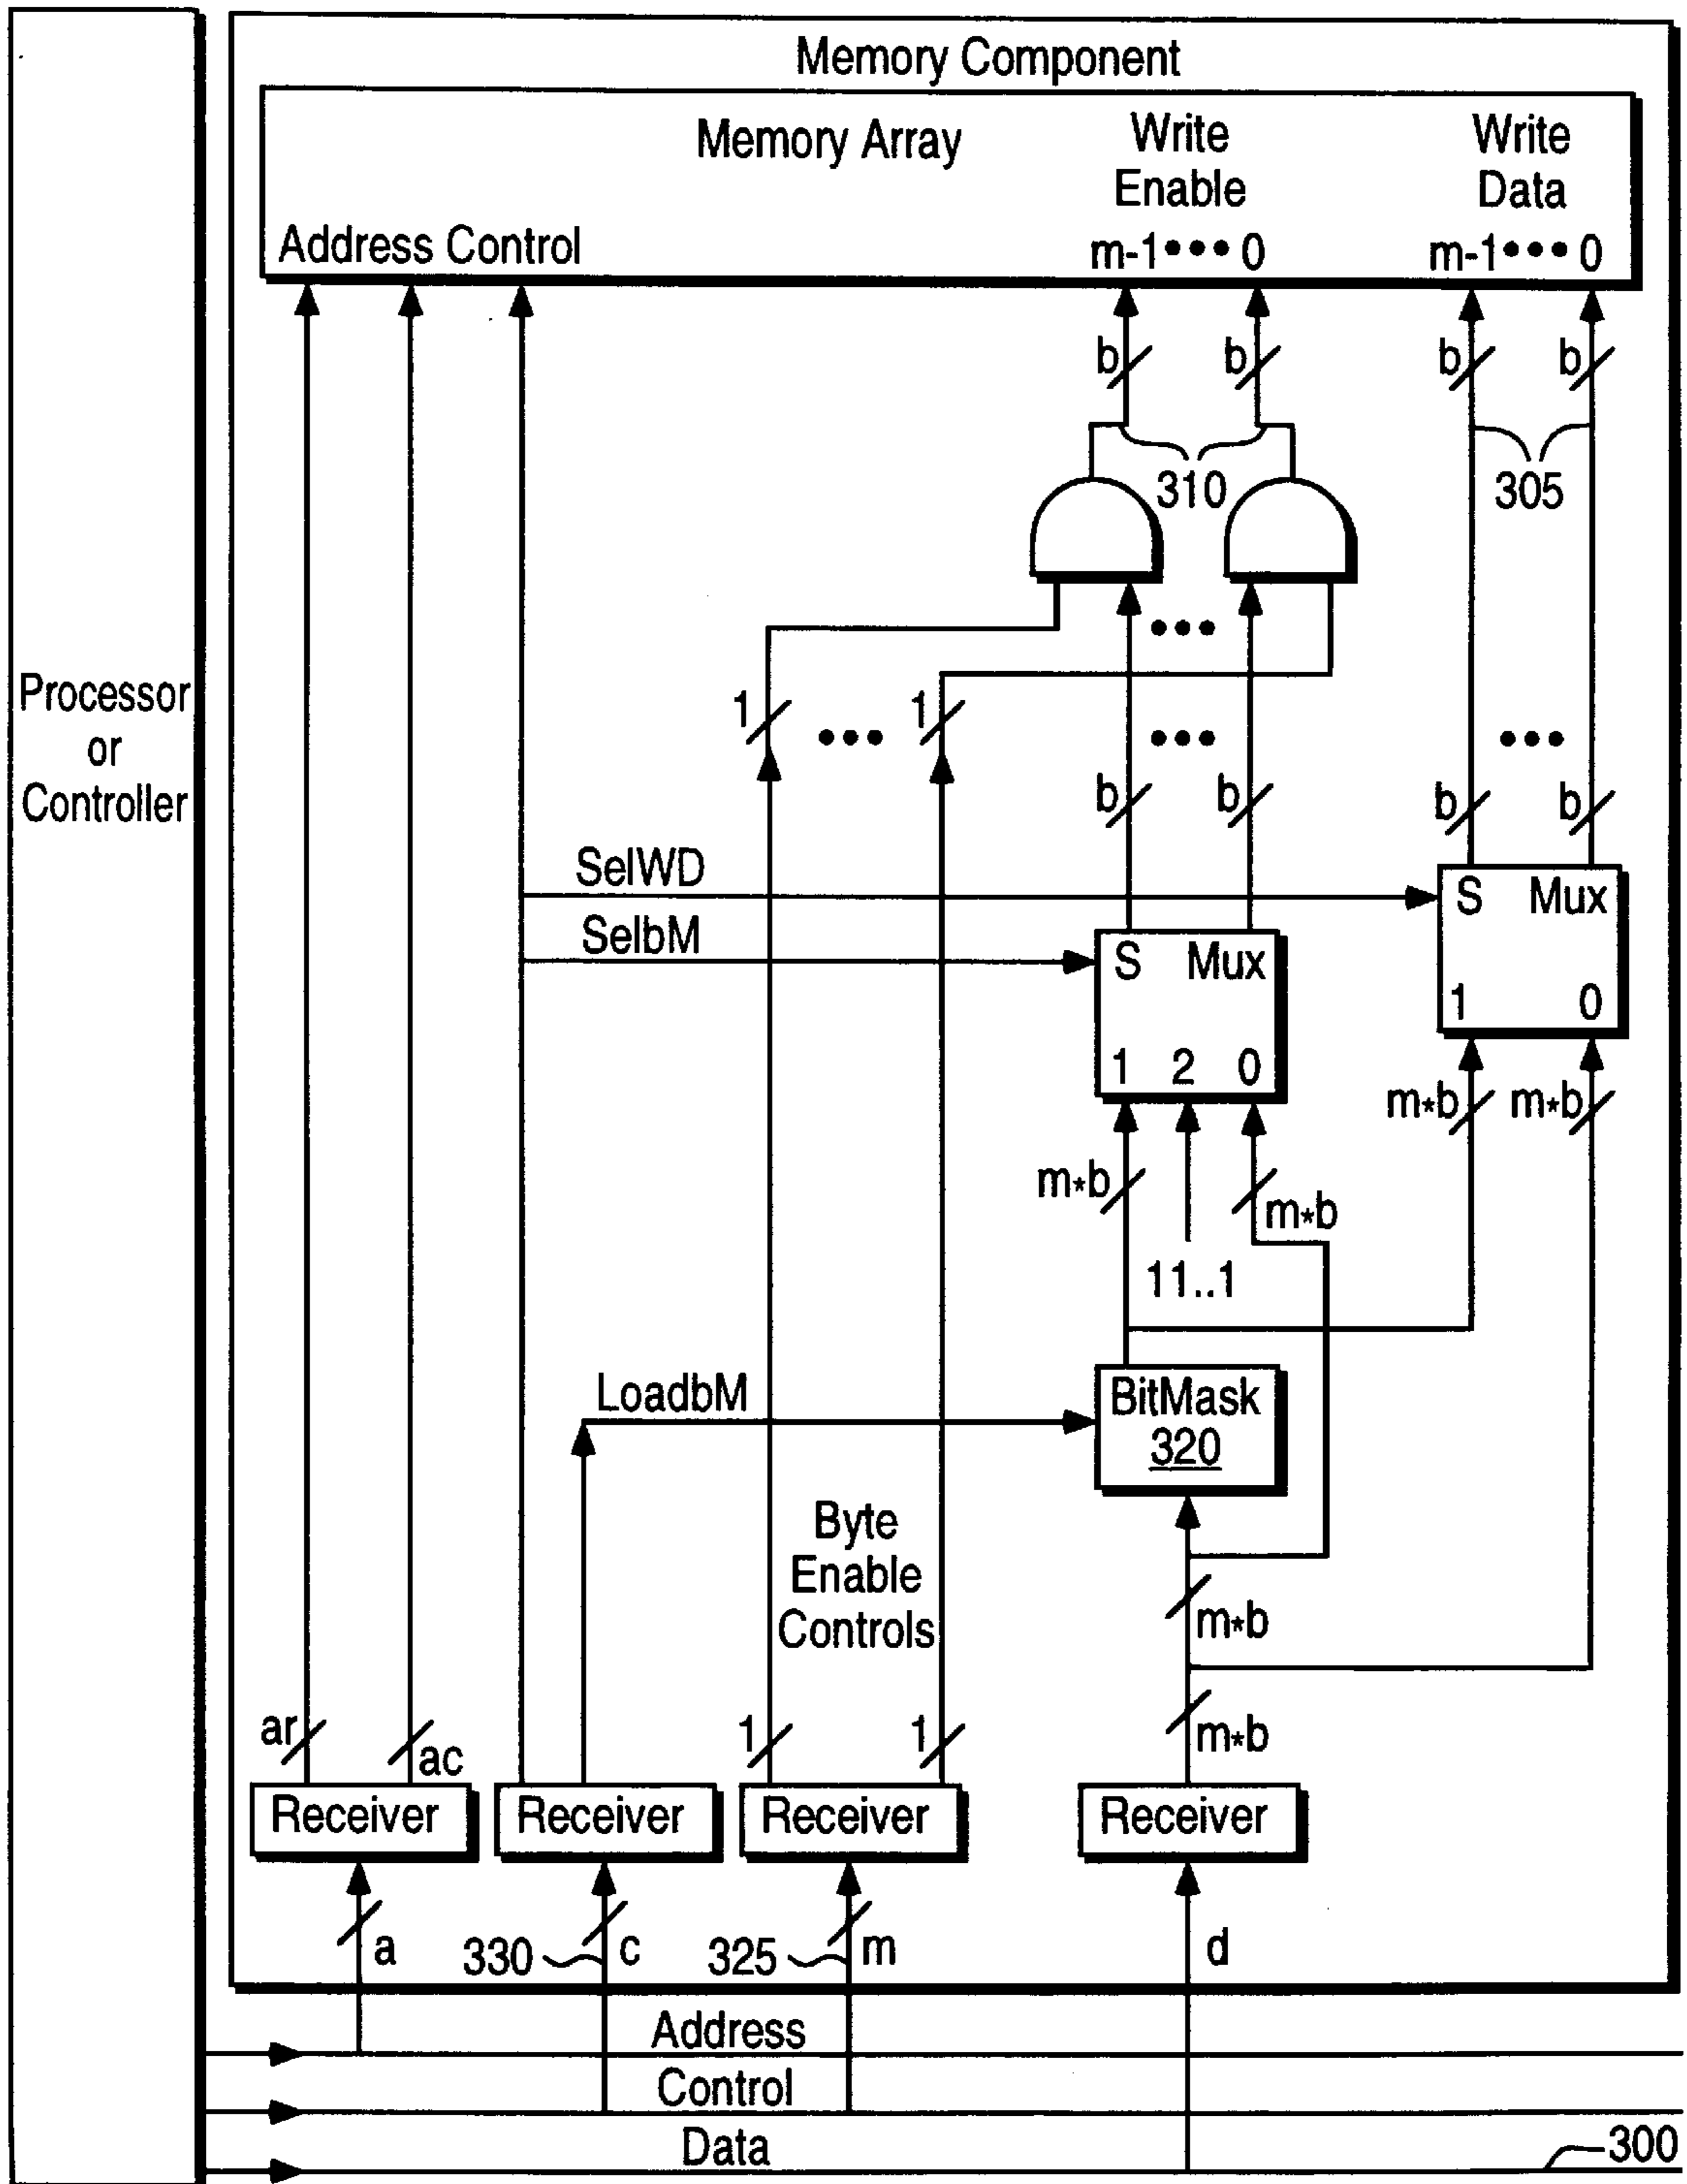 Memory Component
Memory Array
Write Enable
Write Data
Address Control
m-1••• 0
m-1••• 0
b
b
b
b
310
305
•••
Processor
or
Controller
1
•••
1
•••
•••
b
b
b
b
SelWD
SelbM
S Mux
1 0
S Mux
1 2 0
m*b
m*b
m*b
m*b
11..1
LoadbM
BitMask
320
Byte
Enable
Controls
m*b
ar
ac
1
1
m*b
Receiver
Receiver
Receiver
Receiver
a
330
c
325
m
d
Address
Control
Data
300